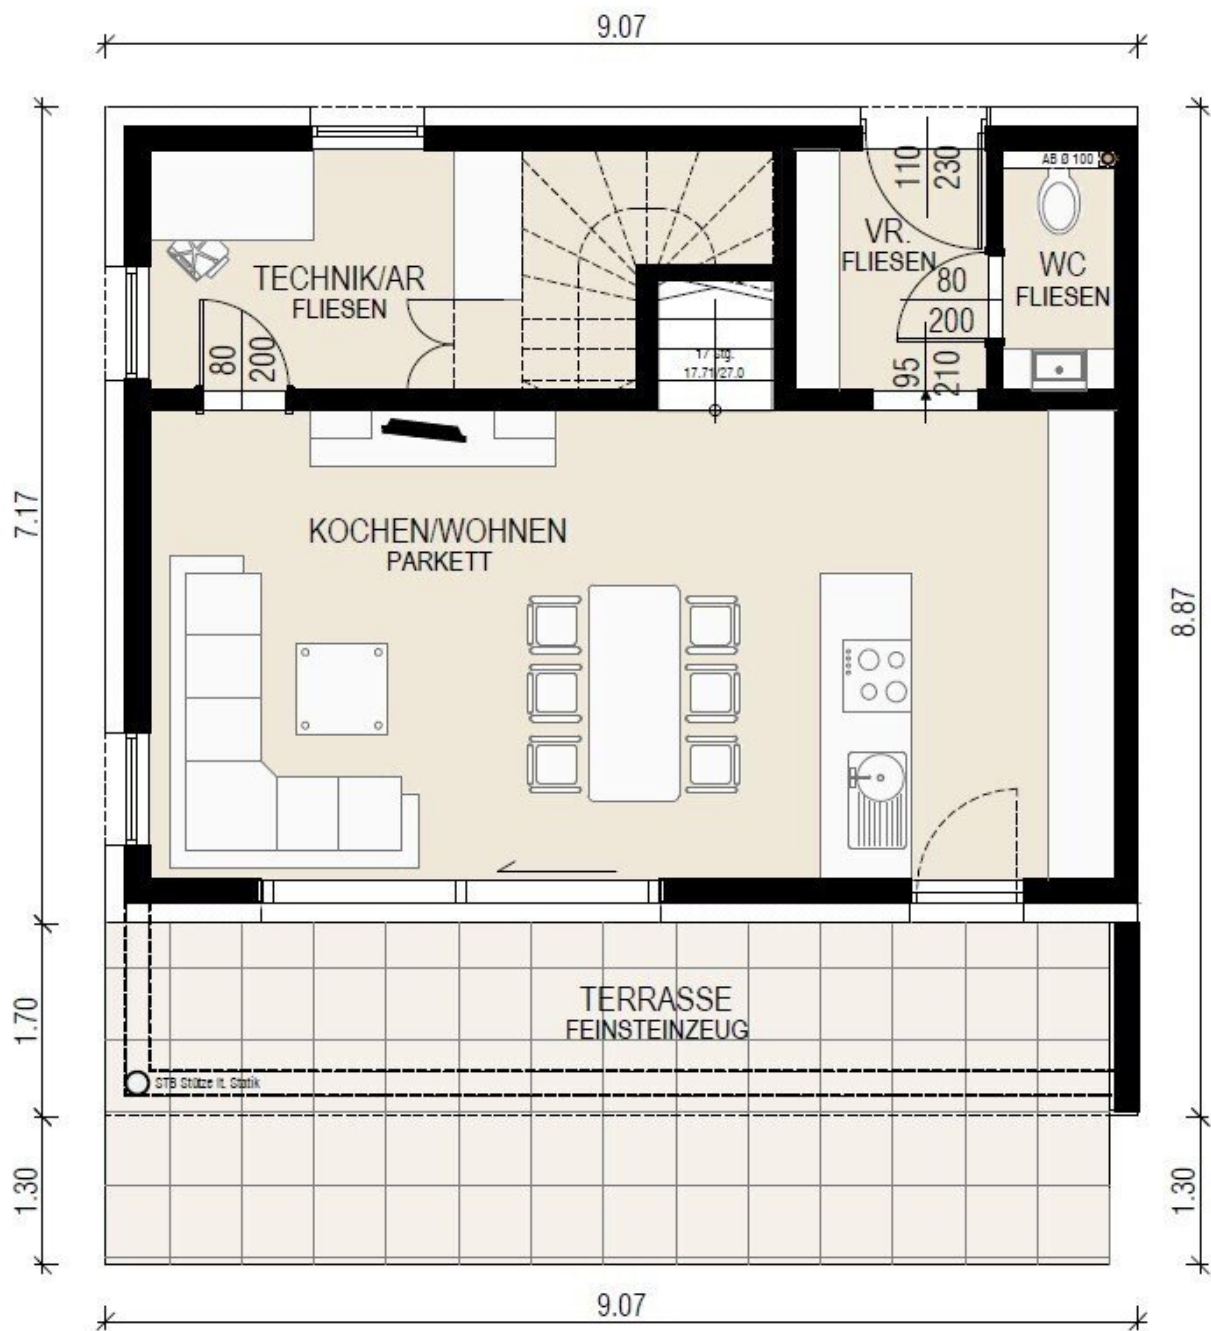 9.07
AB Ø 100
110
230
VR.
FLIESEN
WC
FLIESEN
TECHNIK/AR
FLIESEN
80
200
80
200
17 Stg.
17.71/27.0
95
210
7.17
KOCHEN/WOHNEN
PARKETT
8.87
TERRASSE
FEINSTEINZEUG
1.70
STB Stütze lt. Statik
1.30
1.30
9.07